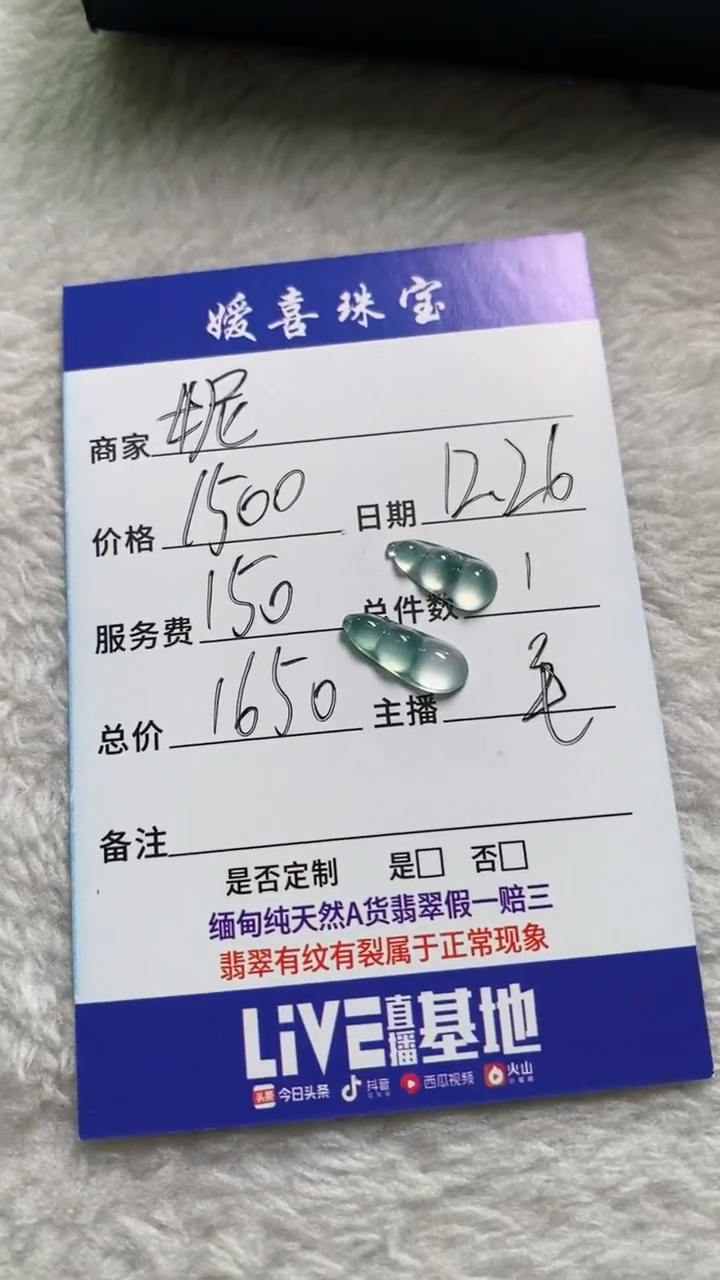 媛喜珠宝
商家 妮
价格 1500 日期 12.26
服务费 150 总件数 1
总价 1650 主播 毛
备注
是否定制 是□ 否□
缅甸纯天然A货翡翠假一赔三
翡翠有纹有裂属于正常现象
LiVE直播基地
头条 今日头条 抖音 西瓜视频 火山